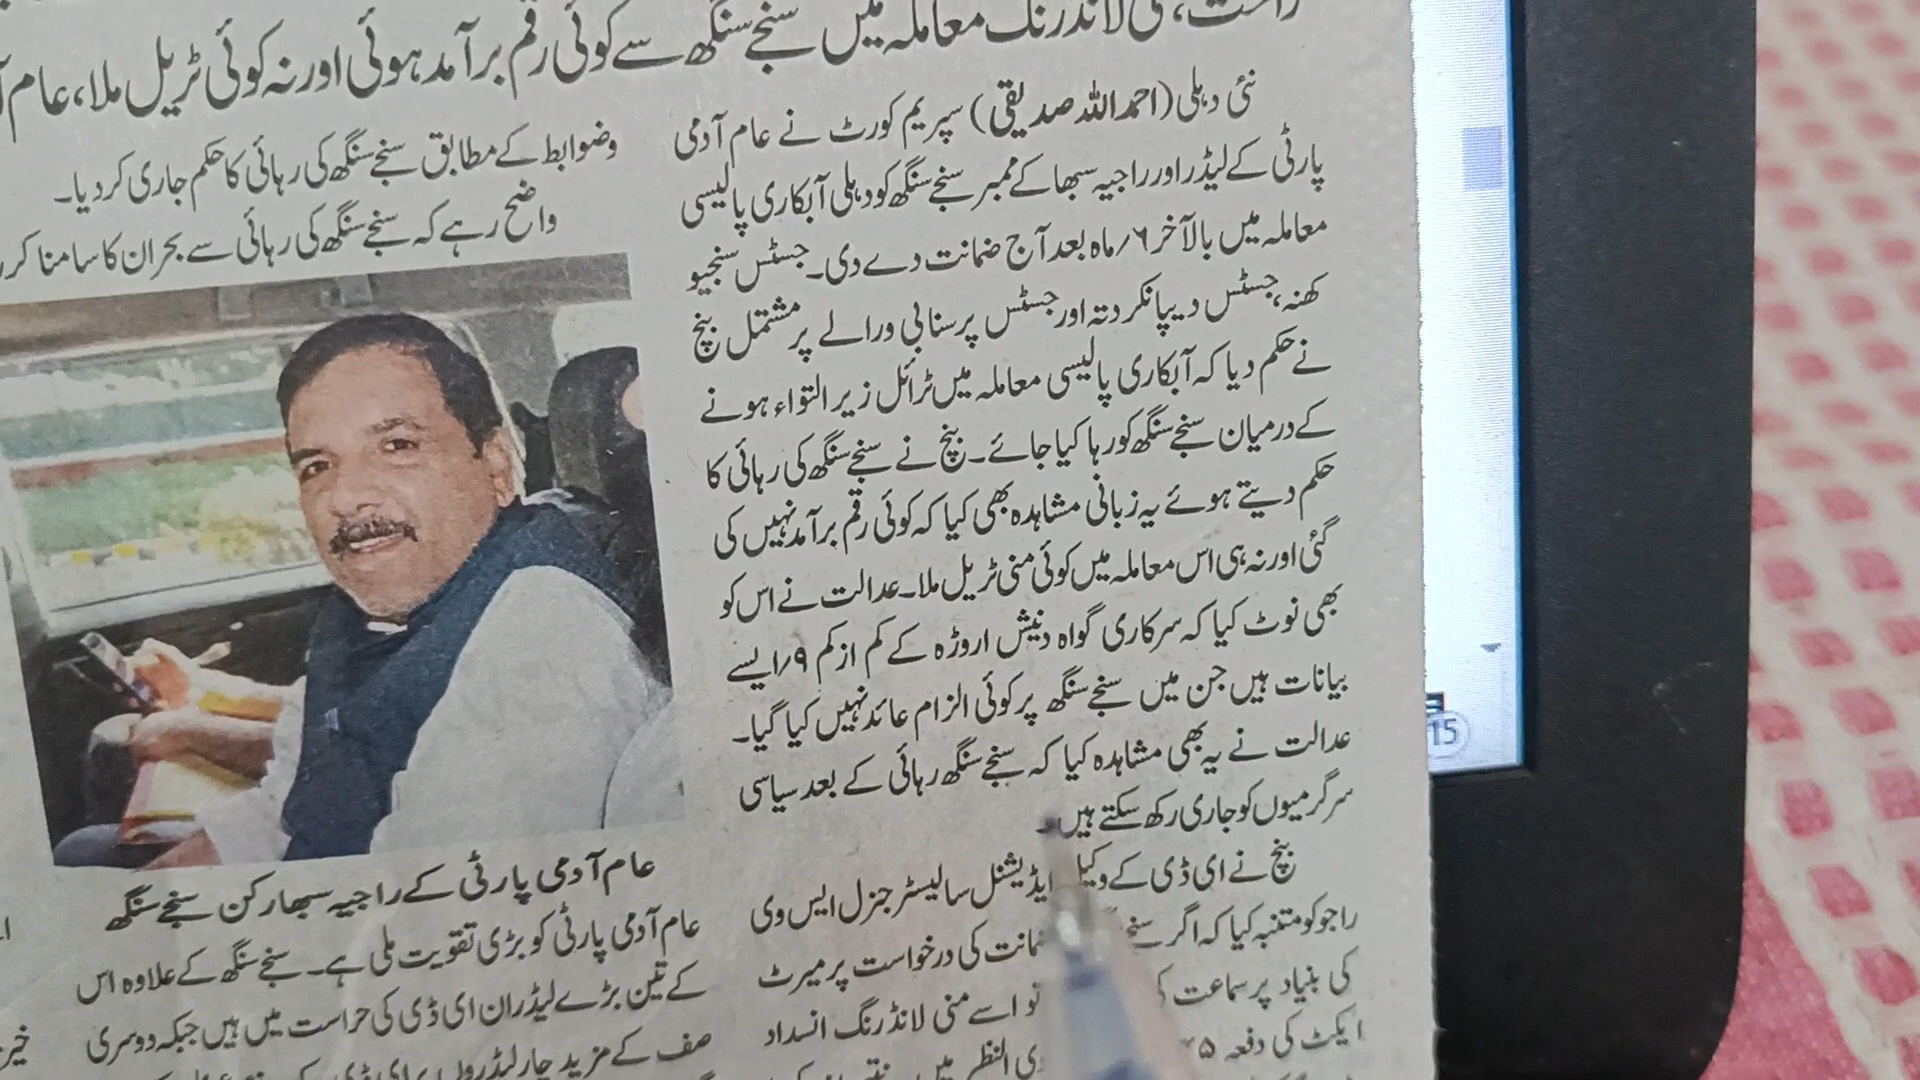 لانڈرنگ معاملہ میں سنجے سنگھ سے کوئی رقم برآمد ہوئی اور نہ کوئی ٹریل ملا، عام
نئی دہلی (احمد اللہ صدیقی) سپریم کورٹ نے عام آدمی
پارٹی کے لیڈر اور راجیہ سبھا کے ممبر سنجے سنگھ کو دہلی آبکاری پالیسی
معاملہ میں بالآخر ۶؍ماہ بعد آج ضمانت دے دی۔ جسٹس سنجیو
کھنہ، جسٹس دیپانکر دتہ اور جسٹس پرسنا بی ورالے پر مشتمل بنچ
نے حکم دیا کہ آبکاری پالیسی معاملہ میں ٹرائل زیر التواء ہونے
کے درمیان سنجے سنگھ کو رہا کیا جائے۔ بنچ نے سنجے سنگھ کی رہائی کا
حکم دیتے ہوئے یہ زبانی مشاہدہ بھی کیا کہ کوئی رقم برآمد نہیں کی
گئی اور نہ ہی اس معاملہ میں کوئی منی ٹریل ملا۔ عدالت نے اس کو
بھی نوٹ کیا کہ سرکاری گواہ دنیش اروڑہ کے کم از کم ۹؍ایسے
بیانات ہیں جن میں سنجے سنگھ پر کوئی الزام عائد نہیں کیا گیا۔
عدالت نے یہ بھی مشاہدہ کیا کہ سنجے سنگھ رہائی کے بعد سیاسی
سرگرمیوں کو جاری رکھ سکتے ہیں۔
بنچ نے ای ڈی کے وکیل ایڈیشنل سالیسٹر جنرل ایس وی
راجو کو متنبہ کیا کہ اگر ضمانت کی درخواست پر میرٹ
کی بنیاد پر سماعت تو اسے منی لانڈرنگ انسداد
ایکٹ کی دفعہ
وضوابط کے مطابق سنجے سنگھ کی رہائی کا حکم جاری کر دیا۔
واضح رہے کہ سنجے سنگھ کی رہائی سے بحران کا سامنا
عام آدمی پارٹی کے راجیہ سبھا رکن سنجے سنگھ
عام آدمی پارٹی کو بڑی تقویت ملی ہے۔ سنجے سنگھ کے علاوہ اس
کے تین بڑے لیڈران ای ڈی کی حراست میں ہیں جبکہ دوسری
صف کے مزید چار لیڈروں
15